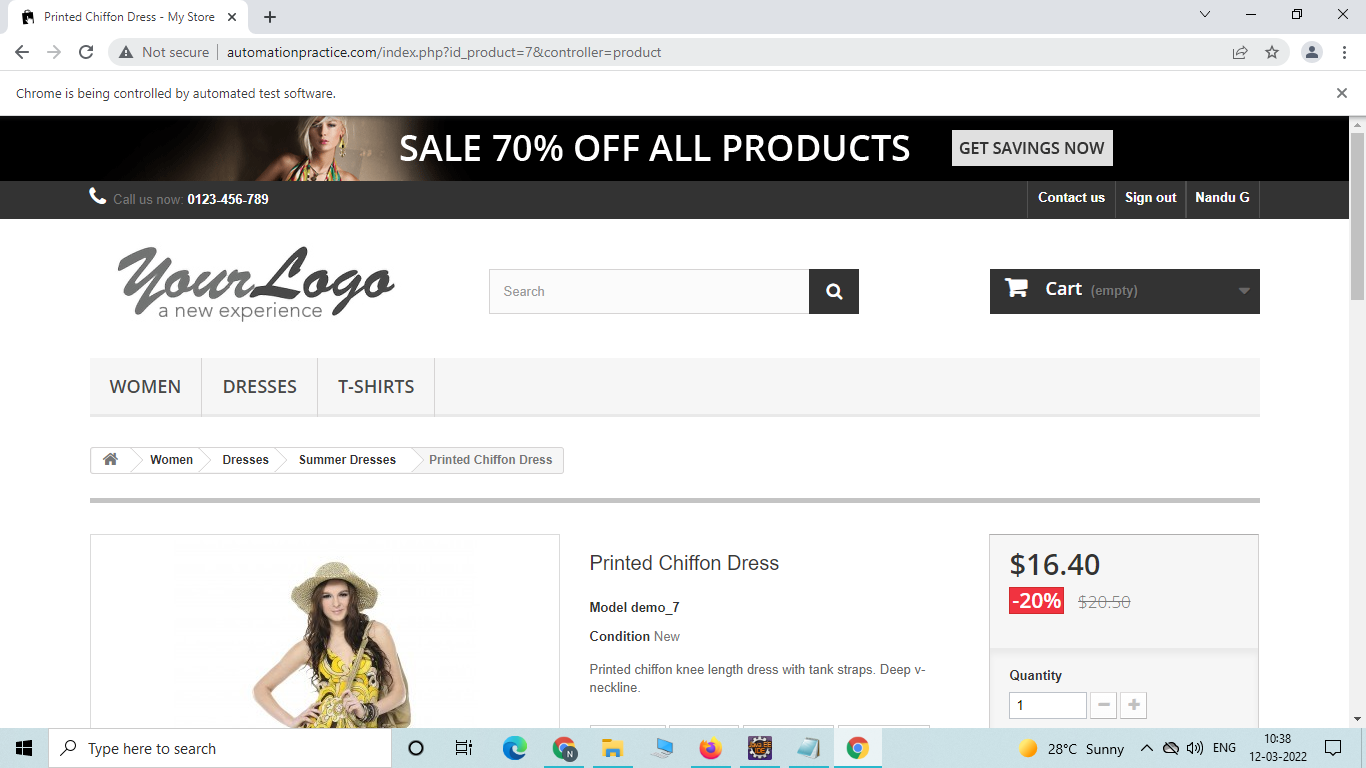 Printed Chiffon Dress - My Store
Not secure automationpractice.com/index.php?id_product=7&controller=product
Chrome is being controlled by automated test software.
SALE 70% OFF ALL PRODUCTS GET SAVINGS NOW
Call us now: 0123-456-789 Contact us Sign out Nandu G
YourLogo
a new experience
Search
Cart (empty)
WOMEN DRESSES T-SHIRTS
Women Dresses Summer Dresses Printed Chiffon Dress
Printed Chiffon Dress
Model demo_7
Condition New
Printed chiffon knee length dress with tank straps. Deep v-
neckline.
$16.40
-20% $20.50
Quantity
1
Type here to search
28°C Sunny
ENG
10:38
12-03-2022